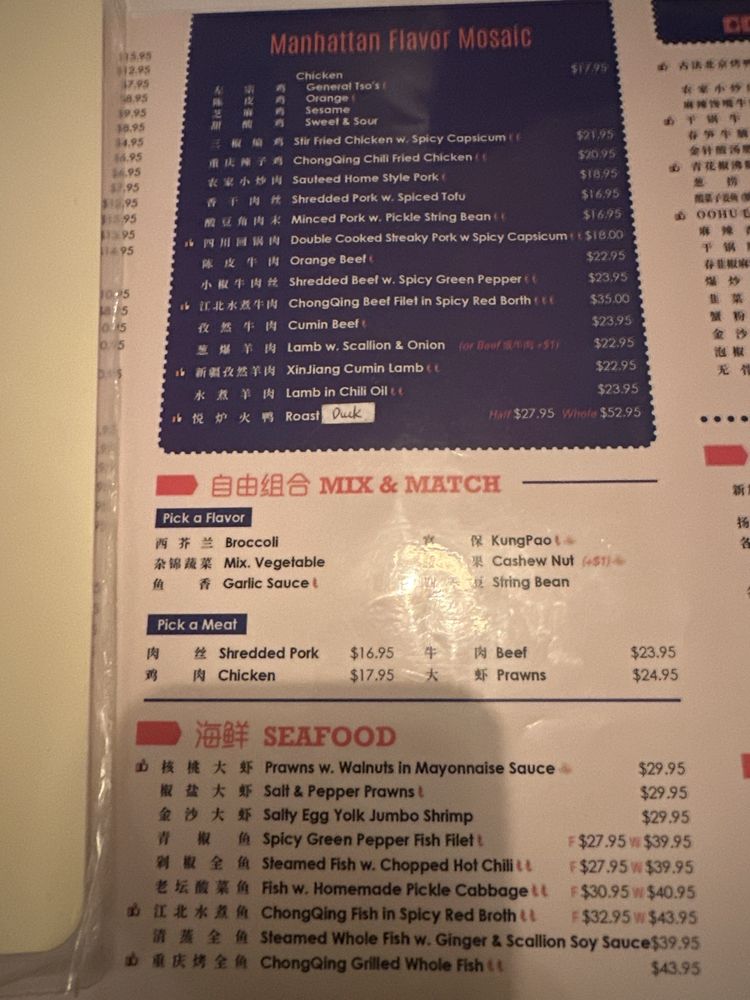 Manhattan Flavor Mosaic
Chicken $17.95
左宗鸡 General Tso's
陈皮鸡 Orange
芝麻鸡 Sesame
甜酸鸡 Sweet & Sour
三椒煸鸡 Stir Fried Chicken w. Spicy Capsicum $21.95
重庆辣子鸡 ChongQing Chili Fried Chicken $20.95
农家小炒肉 Sauteed Home Style Pork $18.95
香干肉丝 Shredded Pork w. Spiced Tofu $16.95
酸豆角肉末 Minced Pork w. Pickle String Bean $16.95
四川回锅肉 Double Cooked Streaky Pork w Spicy Capsicum $18.00
陈皮牛肉 Orange Beef $22.95
小椒牛肉丝 Shredded Beef w. Spicy Green Pepper $23.95
江北水煮牛肉 ChongQing Beef Filet in Spicy Red Borth $35.00
孜然牛肉 Cumin Beef $23.95
葱爆羊肉 Lamb w. Scallion & Onion (or Beef 或牛肉 +$1) $22.95
新疆孜然羊肉 XinJiang Cumin Lamb $22.95
水煮羊肉 Lamb in Chili Oil $23.95
悦炉火鸭 Roast Duck Half $27.95 Whole $52.95
自由组合 MIX & MATCH
Pick a Flavor
西芥兰 Broccoli 宫保 KungPao
杂锦蔬菜 Mix. Vegetable 果 Cashew Nut (+$1)
鱼香 Garlic Sauce 豆 String Bean
Pick a Meat
肉丝 Shredded Pork $16.95 牛肉 Beef $23.95
鸡肉 Chicken $17.95 大虾 Prawns $24.95
海鲜 SEAFOOD
核桃大虾 Prawns w. Walnuts in Mayonnaise Sauce $29.95
椒盐大虾 Salt & Pepper Prawns $29.95
金沙大虾 Salty Egg Yolk Jumbo Shrimp $29.95
青椒鱼 Spicy Green Pepper Fish Filet F $27.95 W $39.95
剁椒全鱼 Steamed Fish w. Chopped Hot Chili F $27.95 W $39.95
老坛酸菜鱼 Fish w. Homemade Pickle Cabbage F $30.95 W $40.95
江北水煮鱼 ChongQing Fish in Spicy Red Broth F $32.95 W $43.95
清蒸全鱼 Steamed Whole Fish w. Ginger & Scallion Soy Sauce $39.95
重庆烤全鱼 ChongQing Grilled Whole Fish $43.95